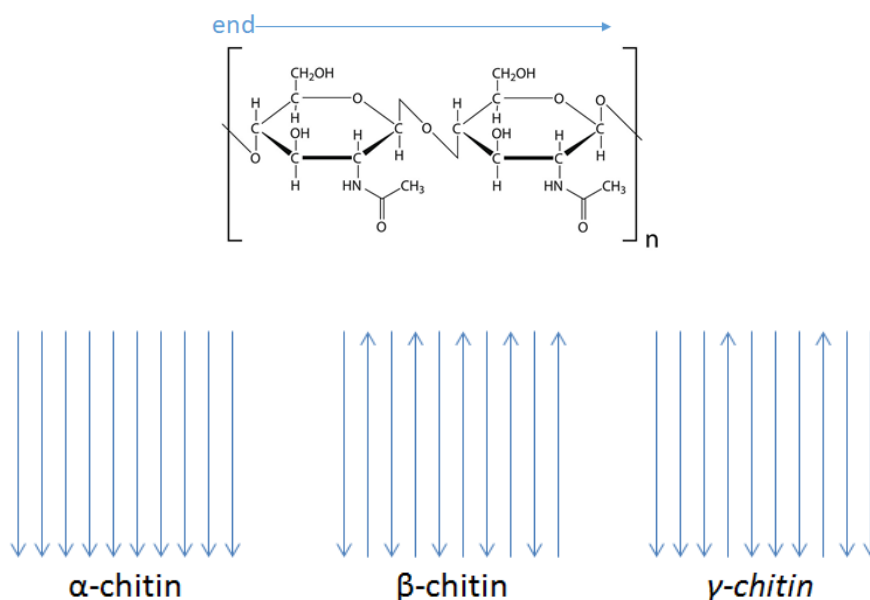 end
CH₂OH CH₂OH
H C O H C O O
C H C C H C
O OH H O OH H
C C H C C H
H HN CH₃ H HN CH₃
O O
n
α-chitin β-chitin γ-chitin